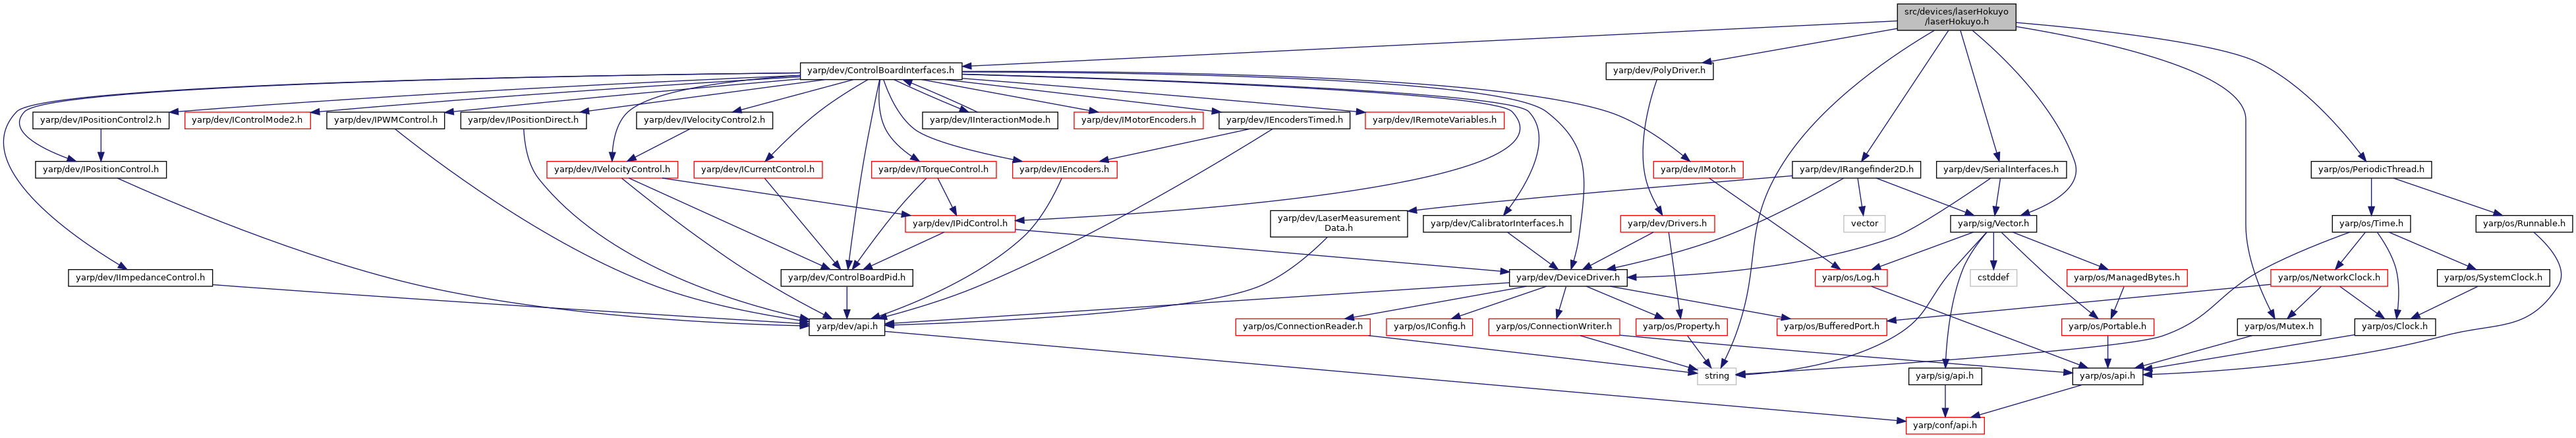 src/devices/laserHokuyo
/laserHokuyo.h
yarp/dev/ControlBoardInterfaces.h
yarp/dev/PolyDriver.h
yarp/dev/IPositionControl2.h
yarp/dev/IControlMode2.h
yarp/dev/IPWMControl.h
yarp/dev/IPositionDirect.h
yarp/dev/IVelocityControl2.h
yarp/dev/IInteractionMode.h
yarp/dev/IMotorEncoders.h
yarp/dev/IEncodersTimed.h
yarp/dev/IRemoteVariables.h
yarp/dev/IPositionControl.h
yarp/dev/IVelocityControl.h
yarp/dev/ICurrentControl.h
yarp/dev/ITorqueControl.h
yarp/dev/IEncoders.h
yarp/dev/IMotor.h
yarp/dev/IRangefinder2D.h
yarp/dev/SerialInterfaces.h
yarp/os/PeriodicThread.h
yarp/dev/IPidControl.h
yarp/dev/LaserMeasurement
Data.h
yarp/dev/CalibratorInterfaces.h
yarp/dev/Drivers.h
vector
yarp/sig/Vector.h
yarp/os/Time.h
yarp/os/Runnable.h
yarp/dev/IImpedanceControl.h
yarp/dev/ControlBoardPid.h
yarp/dev/DeviceDriver.h
yarp/os/Log.h
cstddef
yarp/os/ManagedBytes.h
yarp/os/NetworkClock.h
yarp/os/SystemClock.h
yarp/dev/api.h
yarp/os/ConnectionReader.h
yarp/os/IConfig.h
yarp/os/ConnectionWriter.h
yarp/os/Property.h
yarp/os/BufferedPort.h
yarp/os/Portable.h
yarp/os/Mutex.h
yarp/os/Clock.h
string
yarp/sig/api.h
yarp/os/api.h
yarp/conf/api.h